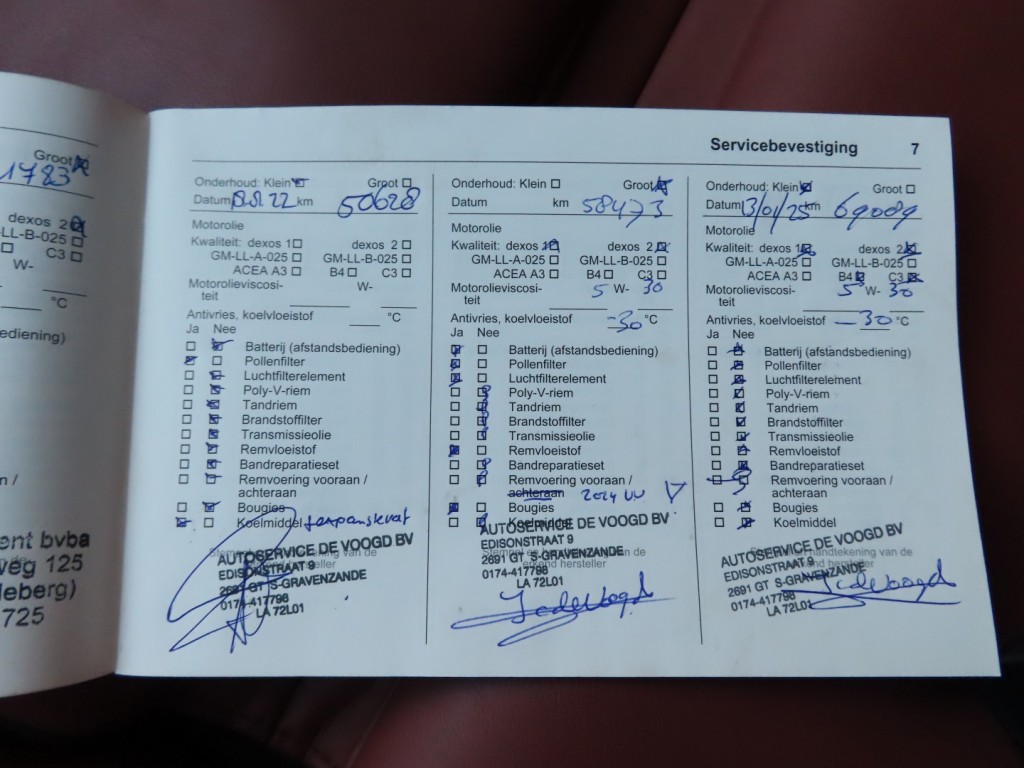 Servicebevestiging 7
Groot
1783
dexos 2
-LL-B-025
C3
W-
°C
ediening)
n /
ent bvba
weg 125
leberg)
725
Onderhoud: Klein Groot
Datum km 50628
Motorolie
Kwaliteit: dexos 1 dexos 2
GM-LL-A-025 GM-LL-B-025
ACEA A3 B4 C3
Motorolieviscosi- W-
teit
Antivries, koelvloeistof °C
Ja Nee
Batterij (afstandsbediening)
Pollenfilter
Luchtfilterelement
Poly-V-riem
Tandriem
Brandstoffilter
Transmissieolie
Remvloeistof
Bandreparatieset
Remvoering vooraan /
achteraan
Bougies
Koelmiddel
AUTOSERVICE DE VOOGD BV
EDISONSTRAAT 9
2691 GT S-GRAVENZANDE
0174-417798
LA 72L01
Onderhoud: Klein Groot
Datum km 58473
Motorolie
Kwaliteit: dexos 1 dexos 2
GM-LL-A-025 GM-LL-B-025
ACEA A3 B4 C3
Motorolieviscosi- 5 W- 30
teit
Antivries, koelvloeistof -30 °C
Ja Nee
Batterij (afstandsbediening)
Pollenfilter
Luchtfilterelement
Poly-V-riem
Tandriem
Brandstoffilter
Transmissieolie
Remvloeistof
Bandreparatieset
Remvoering vooraan /
achteraan 2024
Bougies
Koelmiddel
AUTOSERVICE DE VOOGD BV
EDISONSTRAAT 9
2691 GT S-GRAVENZANDE
0174-417798
LA 72L01
Onderhoud: Klein Groot
Datum 13/01/25 km 69089
Motorolie
Kwaliteit: dexos 1 dexos 2
GM-LL-A-025 GM-LL-B-025
ACEA A3 B4 C3
Motorolieviscosi- 5 W- 30
teit
Antivries, koelvloeistof -30 °C
Ja Nee
Batterij (afstandsbediening)
Pollenfilter
Luchtfilterelement
Poly-V-riem
Tandriem
Brandstoffilter
Transmissieolie
Remvloeistof
Bandreparatieset
Remvoering vooraan /
achteraan
Bougies
Koelmiddel
AUTOSERVICE DE VOOGD BV
EDISONSTRAAT 9
2691 GT S-GRAVENZANDE
0174-417798
LA 72L01